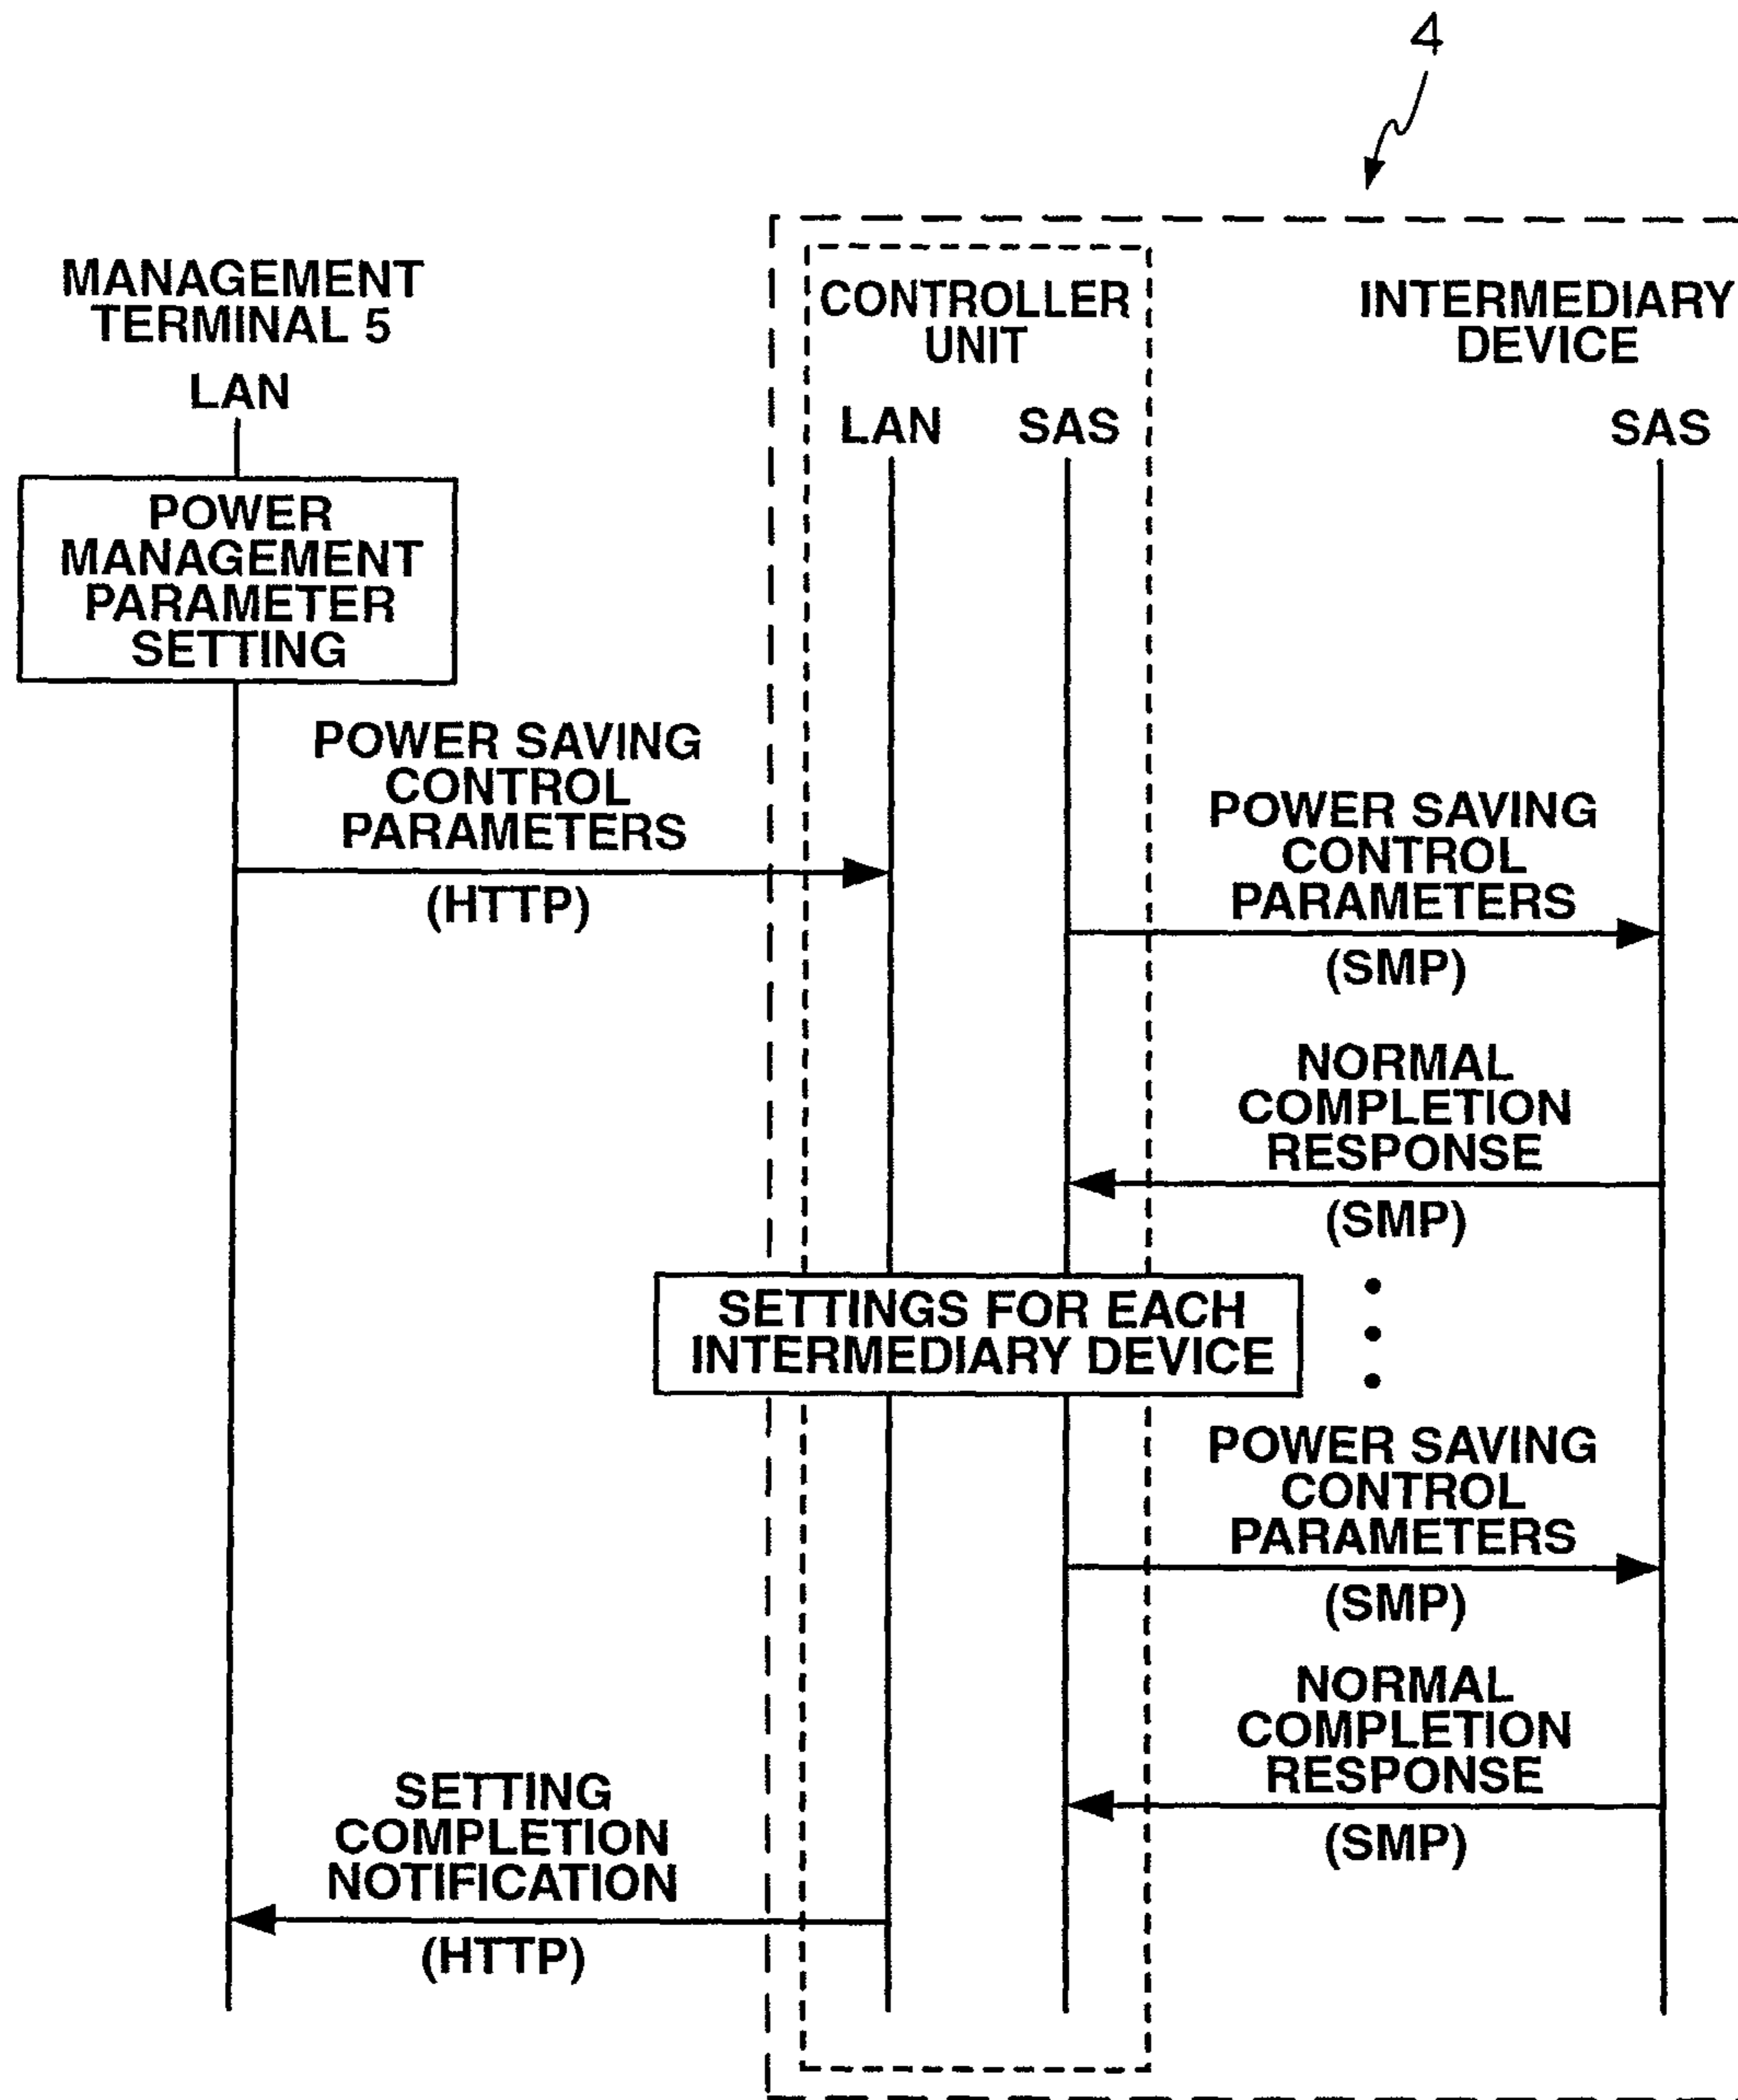 4
MANAGEMENT
TERMINAL 5
LAN
CONTROLLER
UNIT
LAN SAS
INTERMEDIARY
DEVICE
SAS
POWER
MANAGEMENT
PARAMETER
SETTING
POWER SAVING
CONTROL
PARAMETERS
(HTTP)
POWER SAVING
CONTROL
PARAMETERS
(SMP)
NORMAL
COMPLETION
RESPONSE
(SMP)
SETTINGS FOR EACH
INTERMEDIARY DEVICE
POWER SAVING
CONTROL
PARAMETERS
(SMP)
NORMAL
COMPLETION
RESPONSE
(SMP)
SETTING
COMPLETION
NOTIFICATION
(HTTP)